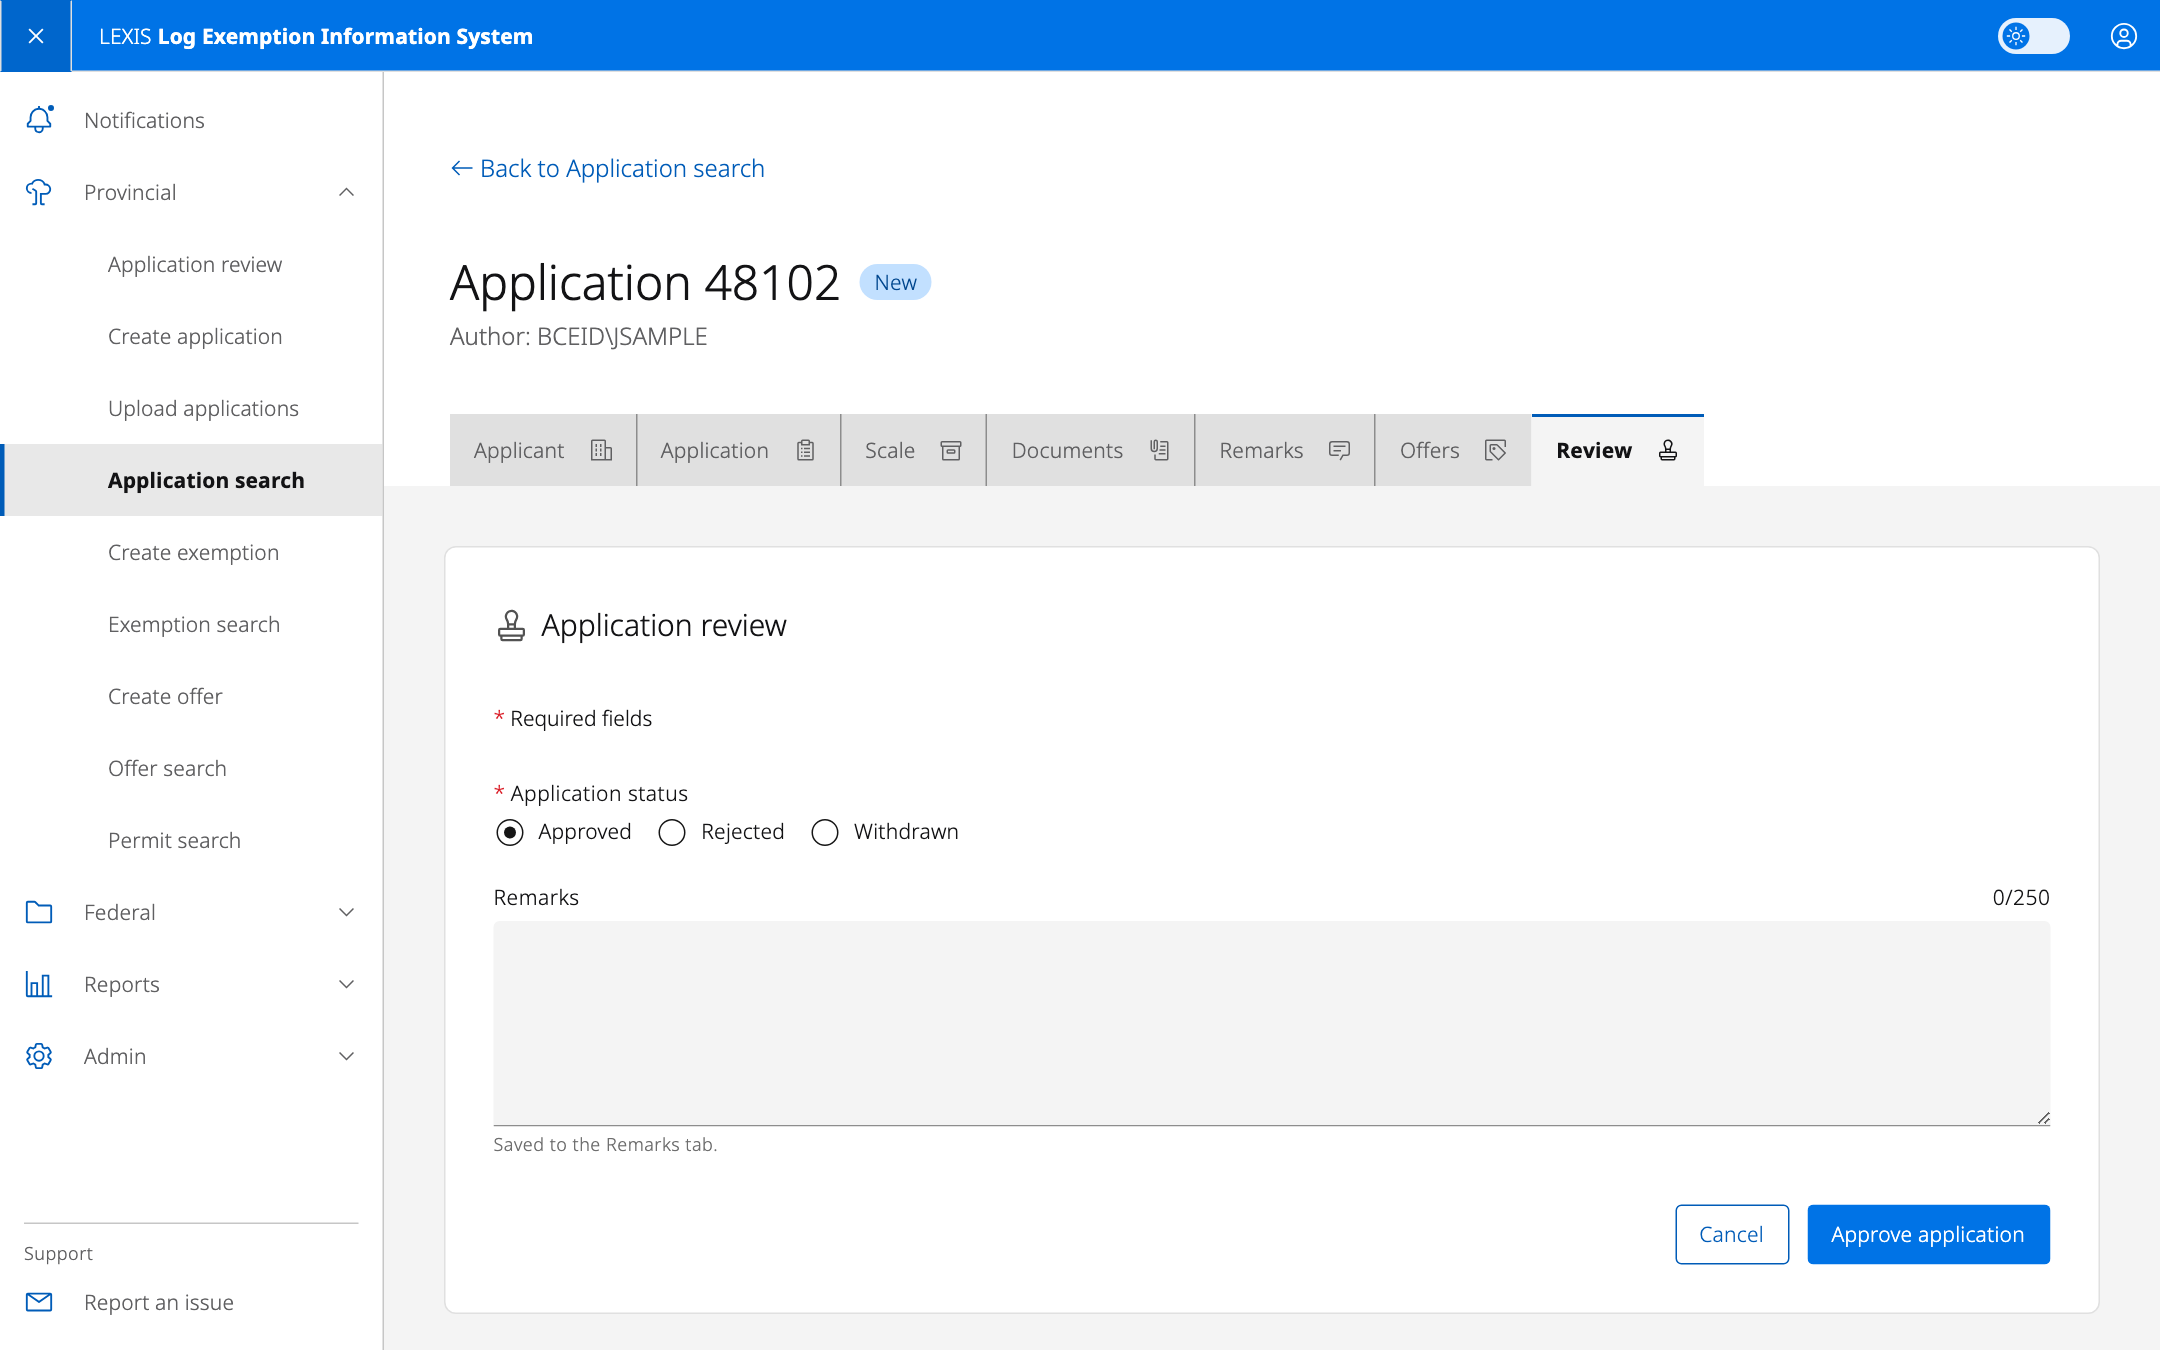 LEXIS Log Exemption Information System
Notifications
Provincial
Application review
Create application
Upload applications
Application search
Create exemption
Exemption search
Create offer
Offer search
Permit search
Federal
Reports
Admin
Support
Report an issue
← Back to Application search
Application 48102 New
Author: BCEID\JSAMPLE
Applicant Application Scale Documents Remarks Offers Review
Application review
* Required fields
* Application status
Approved Rejected Withdrawn
Remarks 0/250
Saved to the Remarks tab.
Cancel Approve application